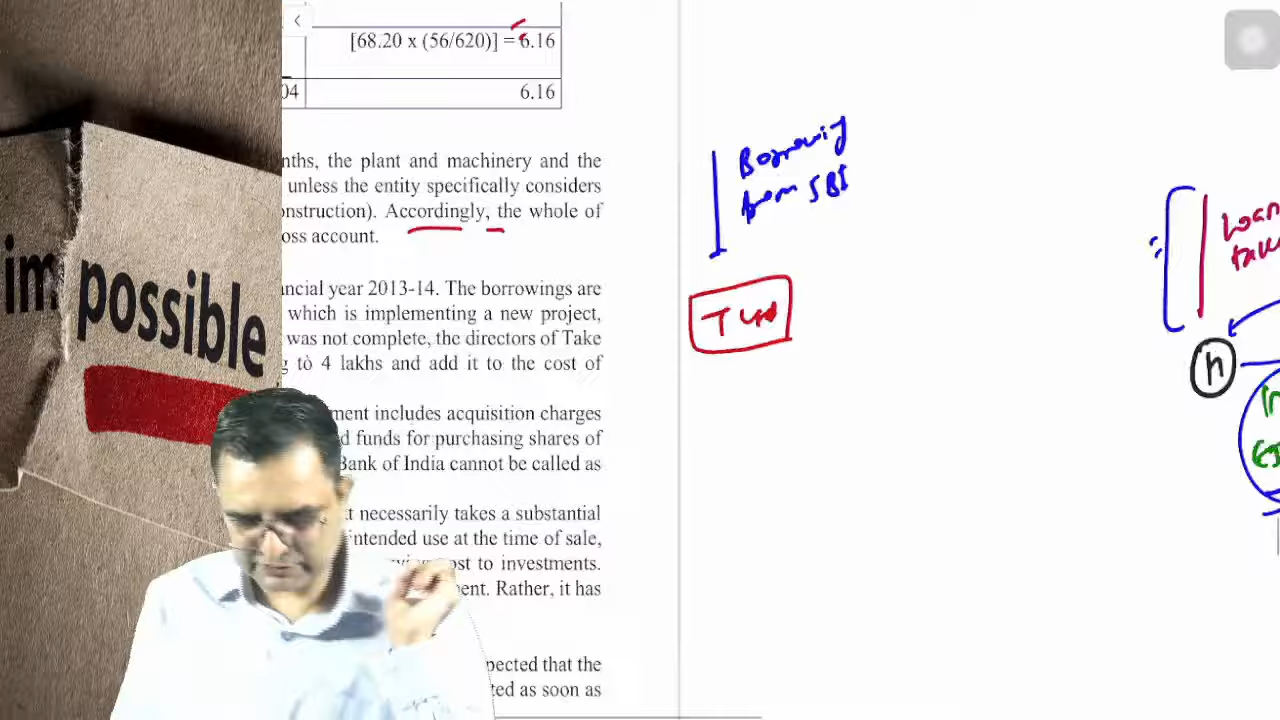 [68.20 x (56/620)] = 6.16
04 6.16
nths, the plant and machinery and the
unless the entity specifically considers
onstruction). Accordingly, the whole of
oss account.
ancial year 2013-14. The borrowings are
which is implementing a new project,
was not complete, the directors of Take
g to 4 lakhs and add it to the cost of
ment includes acquisition charges
d funds for purchasing shares of
Bank of India cannot be called as
t necessarily takes a substantial
intended use at the time of sale,
ost to investments.
ent. Rather, it has
pected that the
ted as soon as
impossible
Borrowing
from SBI
Loan
h